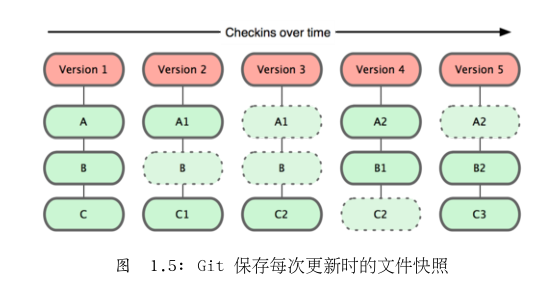 Checkins over time
Version 1 Version 2 Version 3 Version 4 Version 5
A A1 A1 A2 A2
B B B B1 B2
C C1 C2 C2 C3
图 1.5: Git 保存每次更新时的文件快照